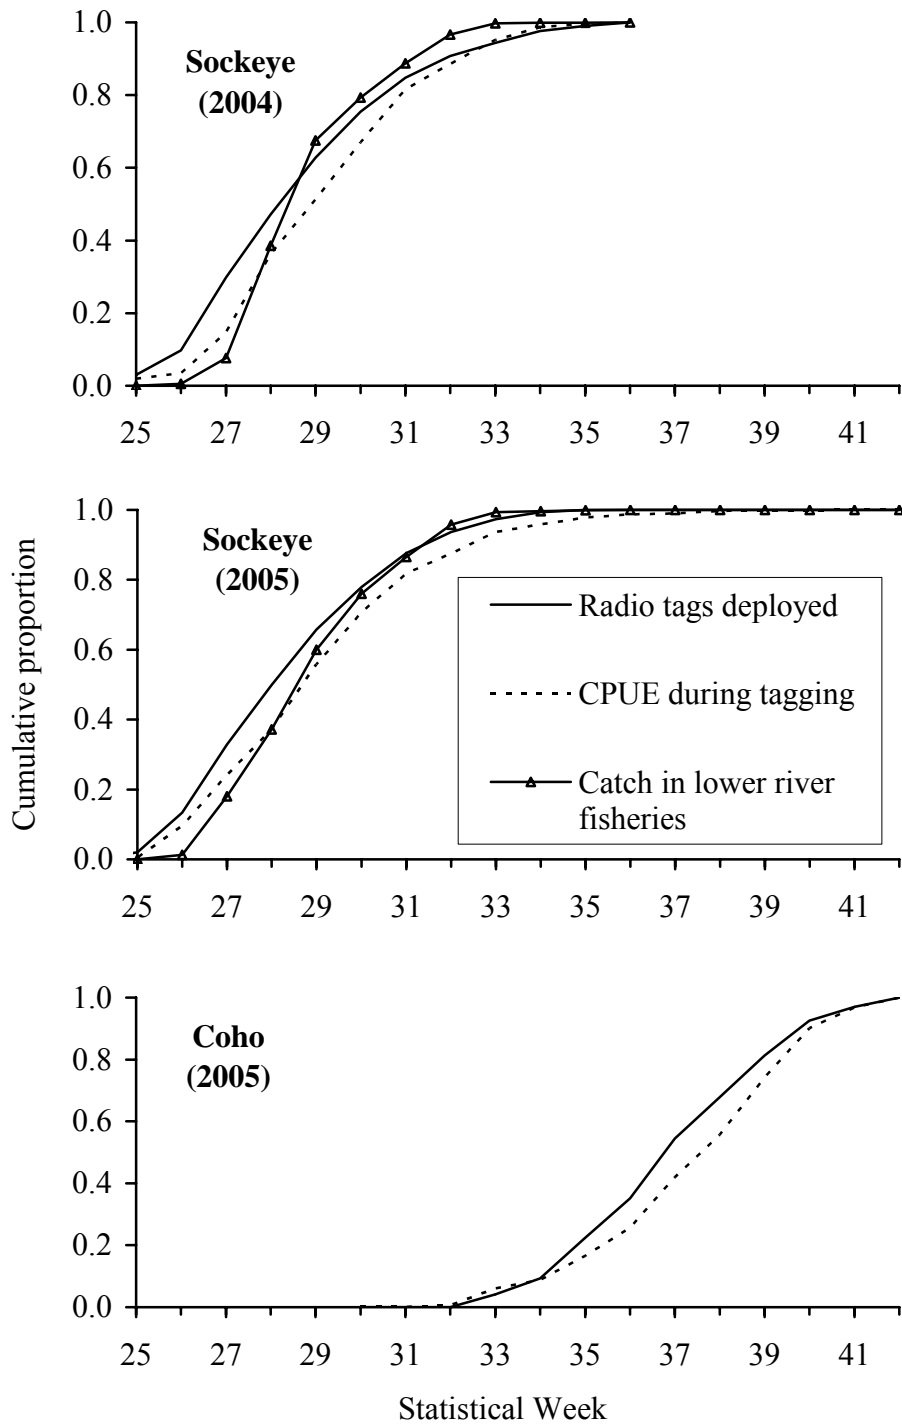 1.0
Sockeye
(2004)
0.8
0.6
0.4
0.2
0.0
25 27 29 31 33 35 37 39 41
Cumulative proportion
1.0
Sockeye
(2005)
0.8
0.6
0.4
0.2
0.0
Radio tags deployed
CPUE during tagging
Catch in lower river
fisheries
25 27 29 31 33 35 37 39 41
1.0
Coho
(2005)
0.8
0.6
0.4
0.2
0.0
25 27 29 31 33 35 37 39 41
Statistical Week